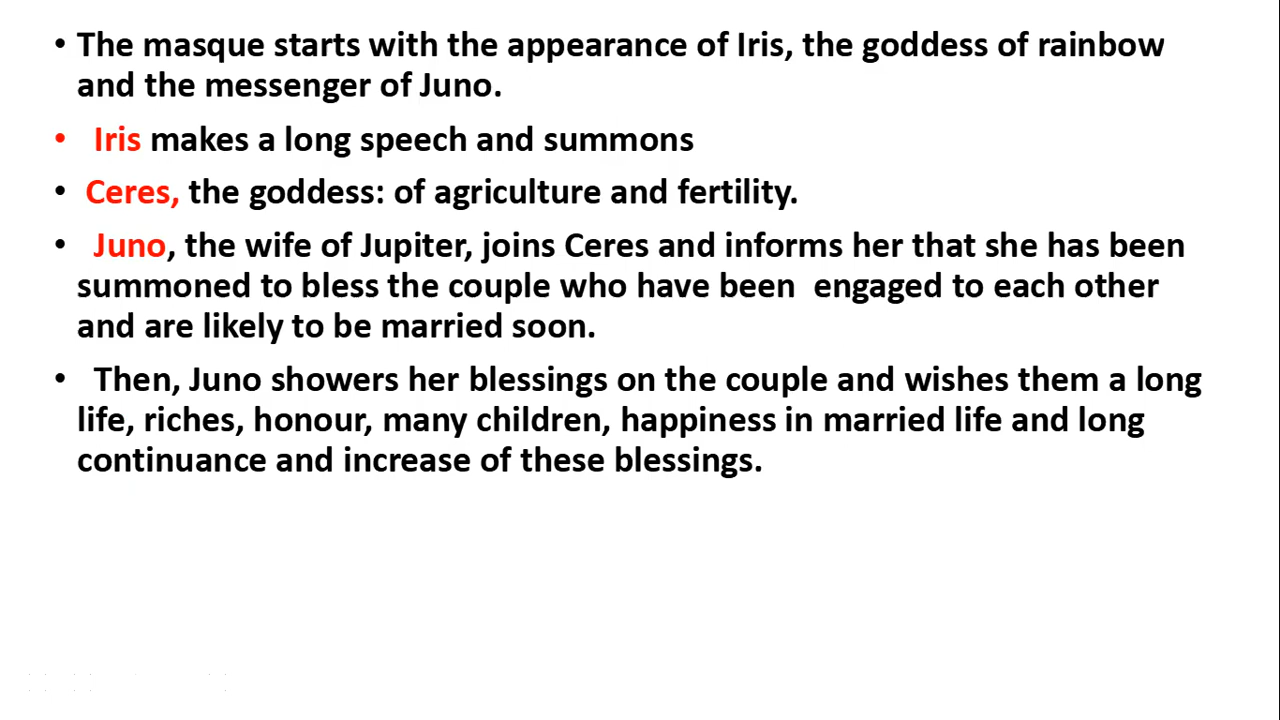 • The masque starts with the appearance of Iris, the goddess of rainbow
and the messenger of Juno.
• Iris makes a long speech and summons
• Ceres, the goddess: of agriculture and fertility.
• Juno, the wife of Jupiter, joins Ceres and informs her that she has been
summoned to bless the couple who have been  engaged to each other
and are likely to be married soon.
• Then, Juno showers her blessings on the couple and wishes them a long
life, riches, honour, many children, happiness in married life and long
continuance and increase of these blessings.